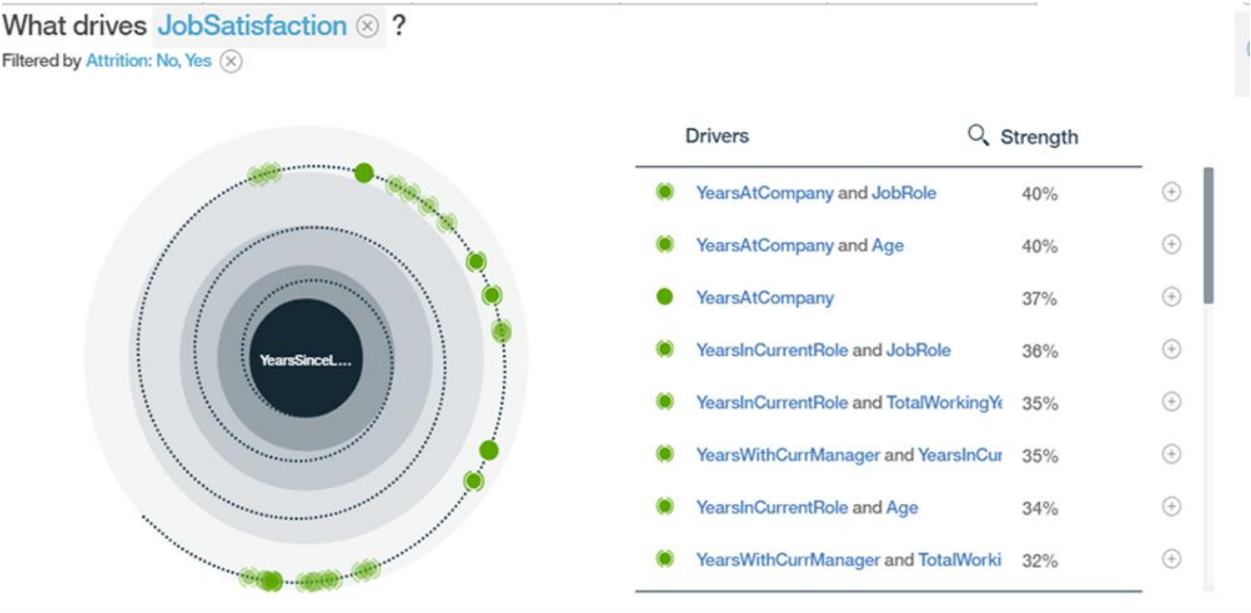 What drives JobSatisfaction ?
Filtered by Attrition: No, Yes
YearsSinceL...
Drivers Strength
YearsAtCompany and JobRole 40%
YearsAtCompany and Age 40%
YearsAtCompany 37%
YearsInCurrentRole and JobRole 36%
YearsInCurrentRole and TotalWorkingYe 35%
YearsWithCurrManager and YearsInCur 35%
YearsInCurrentRole and Age 34%
YearsWithCurrManager and TotalWorki 32%